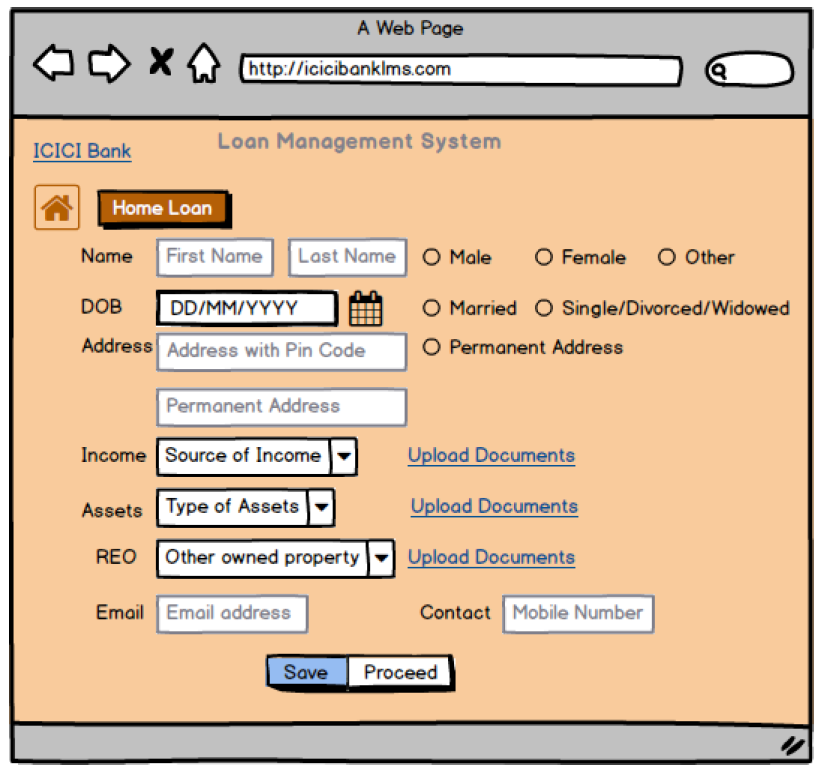 A Web Page
http://icicibanklms.com
ICICI Bank
Loan Management System
Home Loan
Name First Name Last Name Male Female Other
DOB DD/MM/YYYY Married Single/Divorced/Widowed
Address Address with Pin Code Permanent Address
Permanent Address
Income Source of Income Upload Documents
Assets Type of Assets Upload Documents
REO Other owned property Upload Documents
Email Email address Contact Mobile Number
Save Proceed